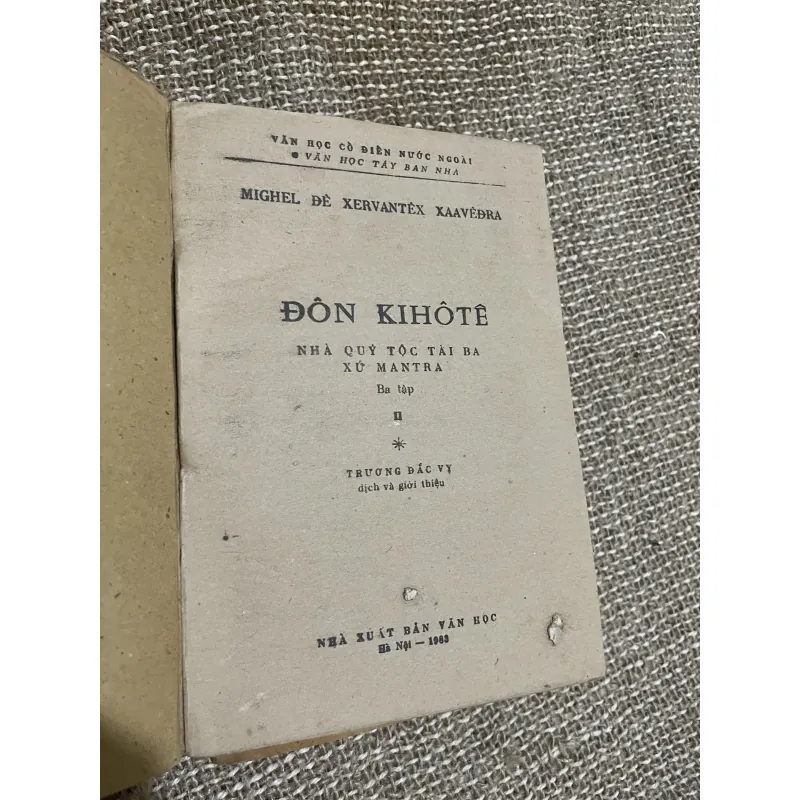 VĂN HỌC CỔ ĐIỂN NƯỚC NGOÀI
● VĂN HỌC TÂY BAN NHA
MIGHEL ĐÊ XERVANTÊX XAAVÊĐRA
ĐÔN KIHÔTÊ
NHÀ QUÝ TỘC TÀI BA
XỨ MANTRA
Ba tập
II
*
TRƯƠNG ĐẮC VỴ
dịch và giới thiệu
NHÀ XUẤT BẢN VĂN HỌC
Hà Nội — 1983